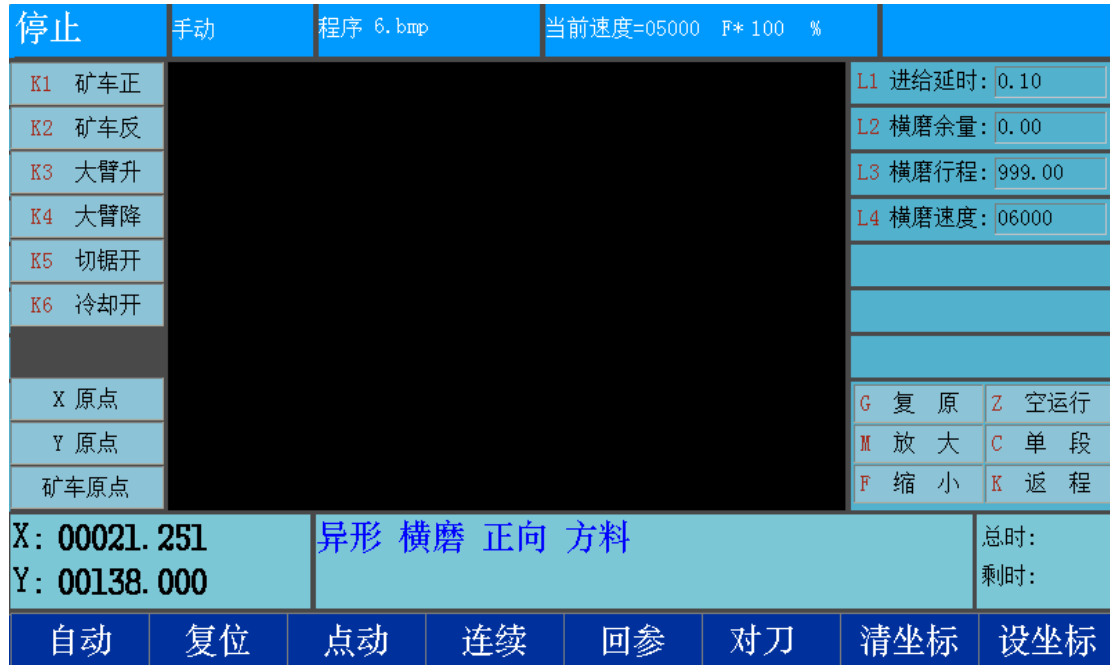 停止 手动 程序 6.bmp 当前速度=05000 F* 100 %
K1 矿车正
K2 矿车反
K3 大臂升
K4 大臂降
K5 切锯开
K6 冷却开
X 原点
Y 原点
矿车原点
L1 进给延时: 0.10
L2 横磨余量: 0.00
L3 横磨行程: 999.00
L4 横磨速度: 06000
G 复 原 Z 空运行
M 放 大 C 单 段
F 缩 小 K 返 程
X: 00021.251
Y: 00138.000
异形 横磨 正向 方料
总时:
剩时:
自动 复位 点动 连续 回参 对刀 清坐标 设坐标